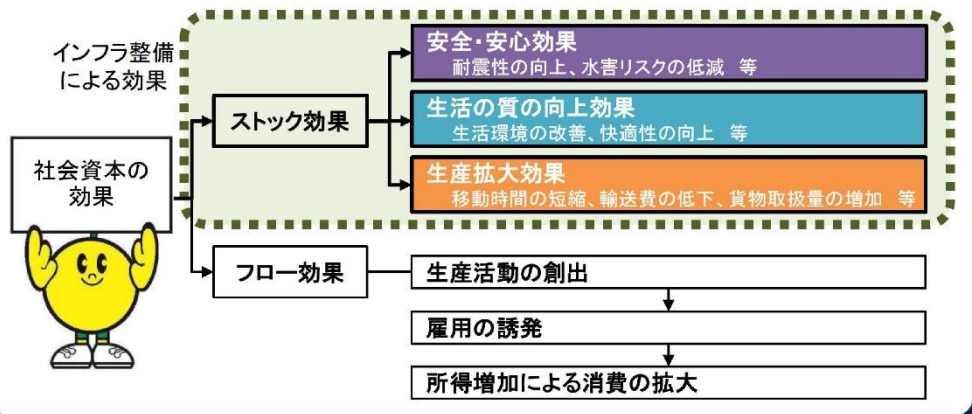 インフラ整備
による効果
社会資本の
効果
ストック効果
安全・安心効果
耐震性の向上、水害リスクの低減 等
生活の質の向上効果
生活環境の改善、快適性の向上 等
生産拡大効果
移動時間の短縮、輸送費の低下、貨物取扱量の増加 等
フロー効果
生産活動の創出
雇用の誘発
所得増加による消費の拡大